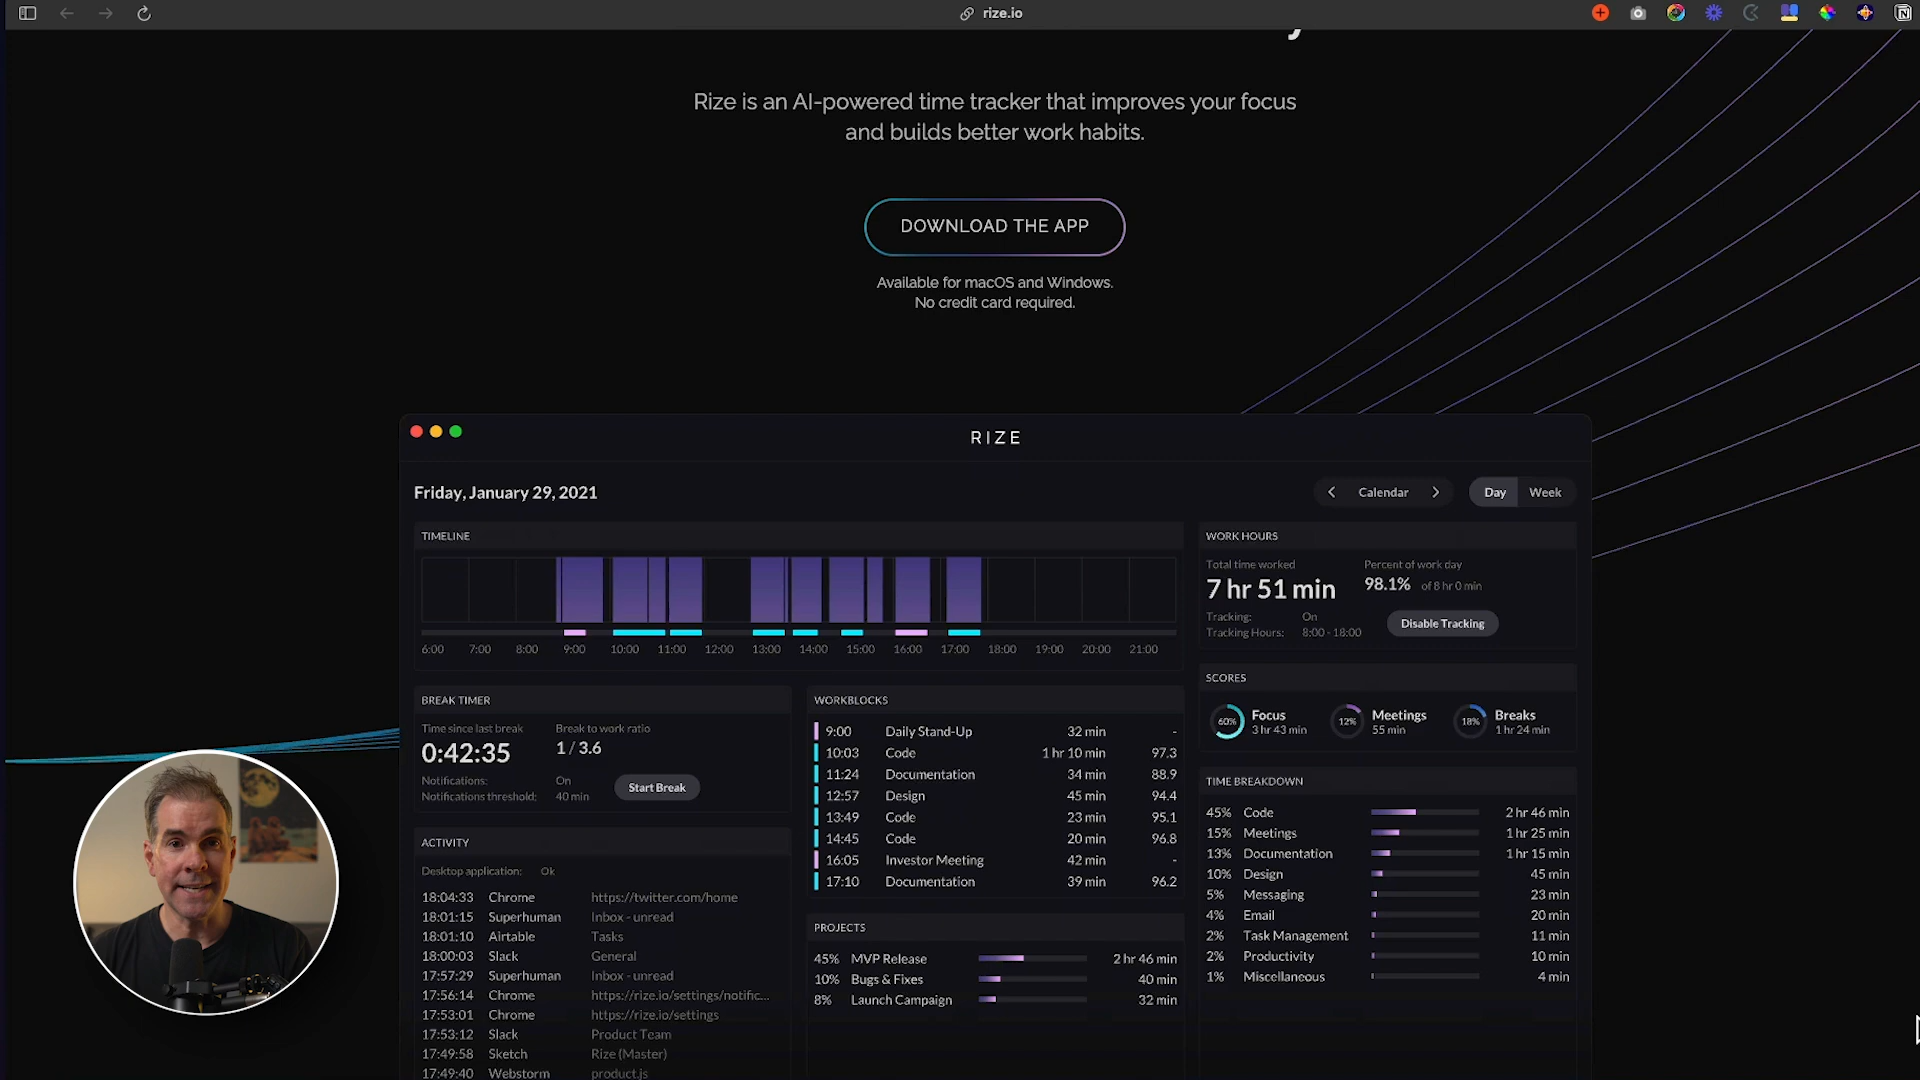 rize.io
Rize is an AI-powered time tracker that improves your focus
and builds better work habits.
DOWNLOAD THE APP
Available for macOS and Windows.
No credit card required.
RIZE
Friday, January 29, 2021
Calendar
Day
Week
TIMELINE
6:00 7:00 8:00 9:00 10:00 11:00 12:00 13:00 14:00 15:00 16:00 17:00 18:00 19:00 20:00 21:00
WORK HOURS
Total time worked
7 hr 51 min
Percent of work day
98.1% of 8 hr 0 min
Tracking: On
Tracking Hours: 8:00 - 18:00
Disable Tracking
SCORES
60% Focus
3 hr 43 min
12% Meetings
55 min
18% Breaks
1 hr 24 min
BREAK TIMER
Time since last break
0:42:35
Break to work ratio
1 / 3.6
Notifications: On
Notifications threshold: 40 min
Start Break
WORKBLOCKS
9:00 Daily Stand-Up 32 min -
10:03 Code 1 hr 10 min 97.3
11:24 Documentation 34 min 88.9
12:57 Design 45 min 94.4
13:49 Code 23 min 95.1
14:45 Code 20 min 96.8
16:05 Investor Meeting 42 min -
17:10 Documentation 39 min 96.2
TIME BREAKDOWN
45% Code 2 hr 46 min
15% Meetings 1 hr 25 min
13% Documentation 1 hr 15 min
10% Design 45 min
5% Messaging 23 min
4% Email 20 min
2% Task Management 11 min
2% Productivity 10 min
1% Miscellaneous 4 min
ACTIVITY
Desktop application: Ok
18:04:33 Chrome https://twitter.com/home
18:01:15 Superhuman Inbox - unread
18:01:10 Airtable Tasks
18:00:03 Slack General
17:57:29 Superhuman Inbox - unread
17:56:14 Chrome https://rize.io/settings/notific...
17:53:01 Chrome https://rize.io/settings
17:53:12 Slack Product Team
17:49:58 Sketch Rize (Master)
17:49:40 Webstorm product.js
PROJECTS
45% MVP Release 2 hr 46 min
10% Bugs & Fixes 40 min
8% Launch Campaign 32 min